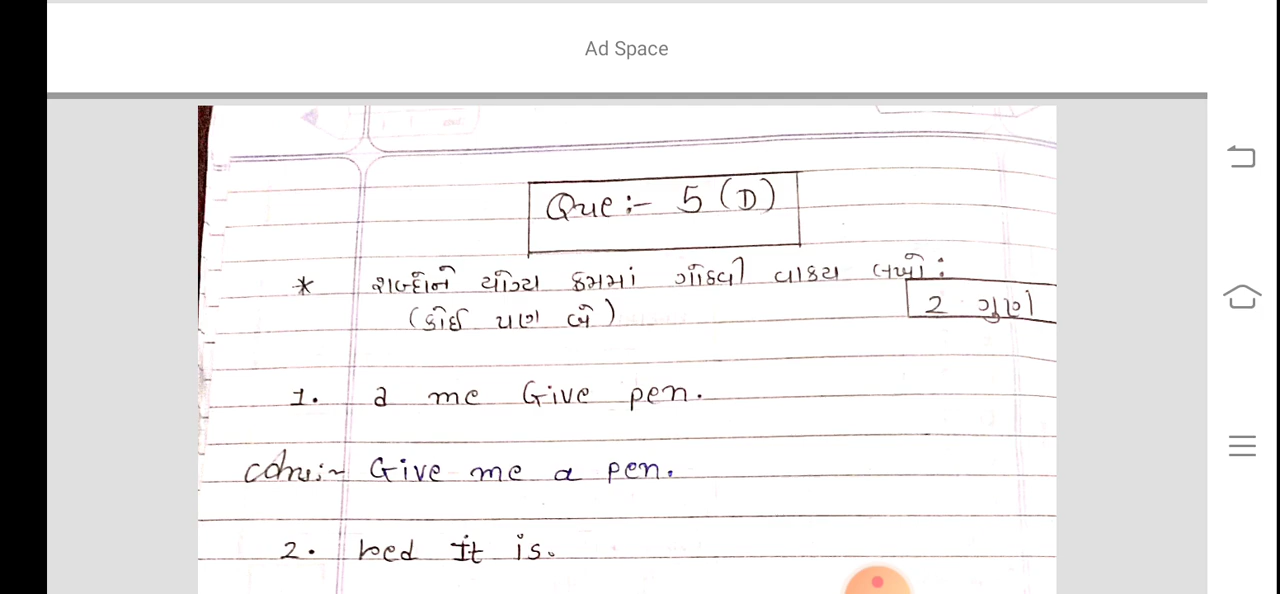 Ad Space
Que:- 5 (D)
* શબ્દોને યોગ્ય ક્રમમાં ગોઠવી વાક્ય લખો:
(કોઈ પણ બે)
2 ગુણ
1. a me Give pen.
Ans:- Give me a pen.
2. red It is.